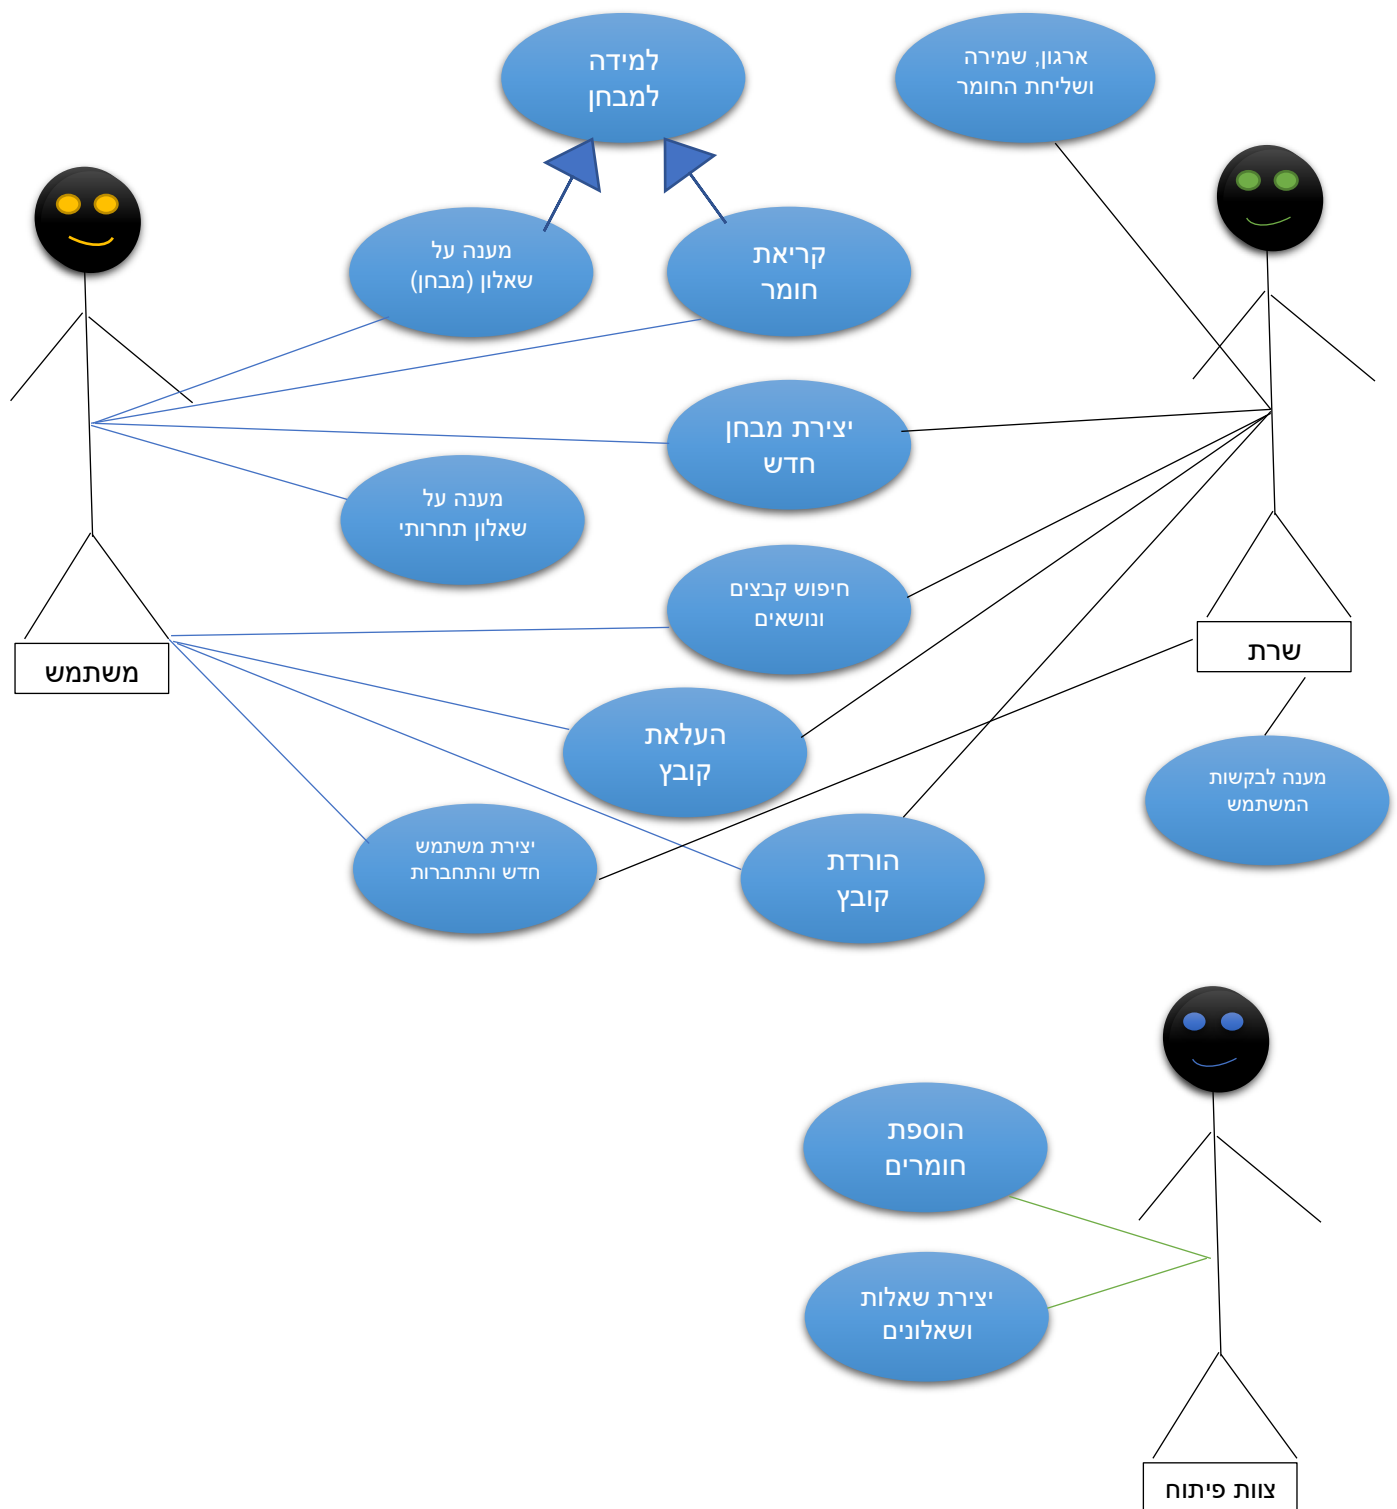 למידה
למבחן
ארגון, שמירה
ושליחת החומר
מענה על
שאלון (מבחן)
קריאת
חומר
יצירת מבחן
חדש
מענה על
שאלון תחרותי
חיפוש קבצים
ונושאים
משתמש
שרת
העלאת
קובץ
מענה לבקשות
המשתמש
יצירת משתמש
חדש והתחברות
הורדת
קובץ
הוספת
חומרים
יצירת שאלות
ושאלונים
צוות פיתוח